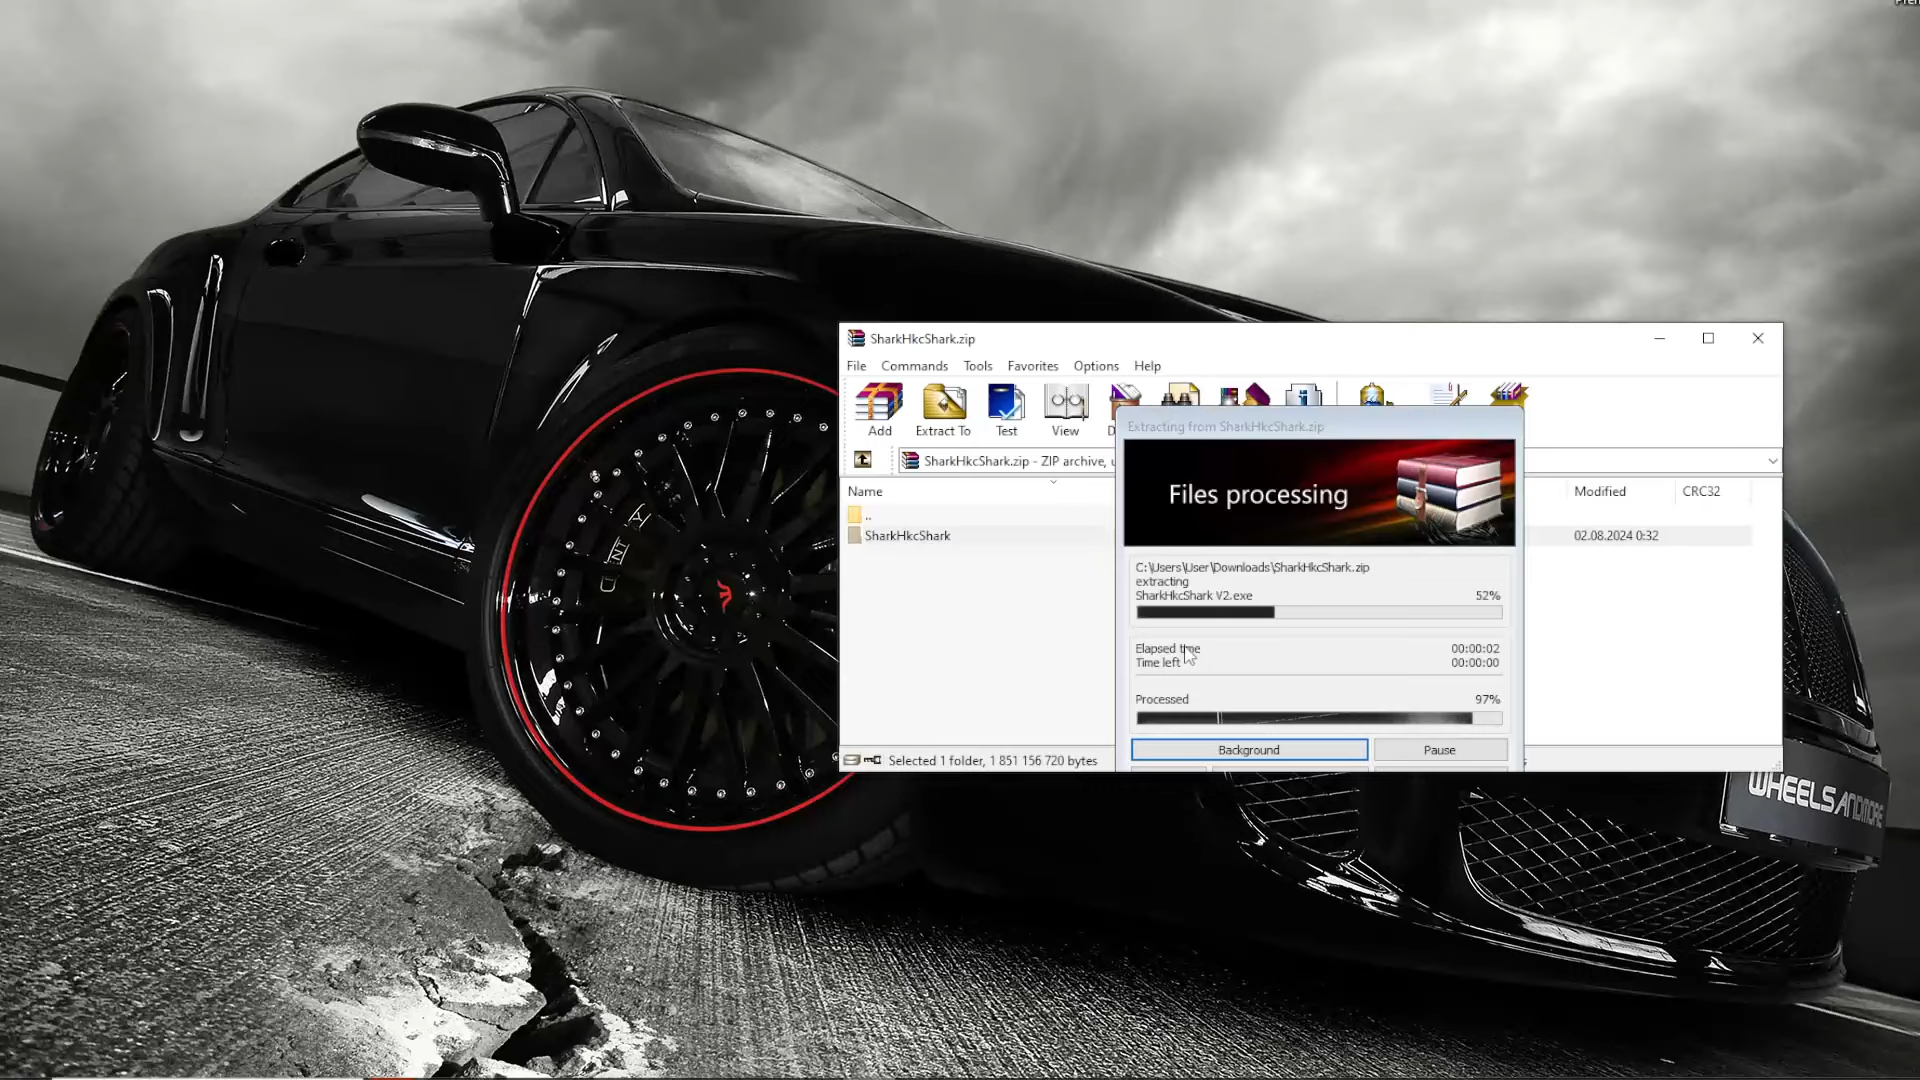 SharkHkcShark.zip
File Commands Tools Favorites Options Help
Add Extract To Test View
SharkHkcShark.zip - ZIP archive, u
Name Modified CRC32
..
SharkHkcShark 02.08.2024 0:32
Selected 1 folder, 1 851 156 720 bytes
Extracting from SharkHkcShark.zip
Files processing
C:\Users\User\Downloads\SharkHkcShark.zip
extracting
SharkHkcShark V2.exe 52%
Elapsed time 00:00:02
Time left 00:00:00
Processed 97%
Background Pause
WHEELSANDMORE